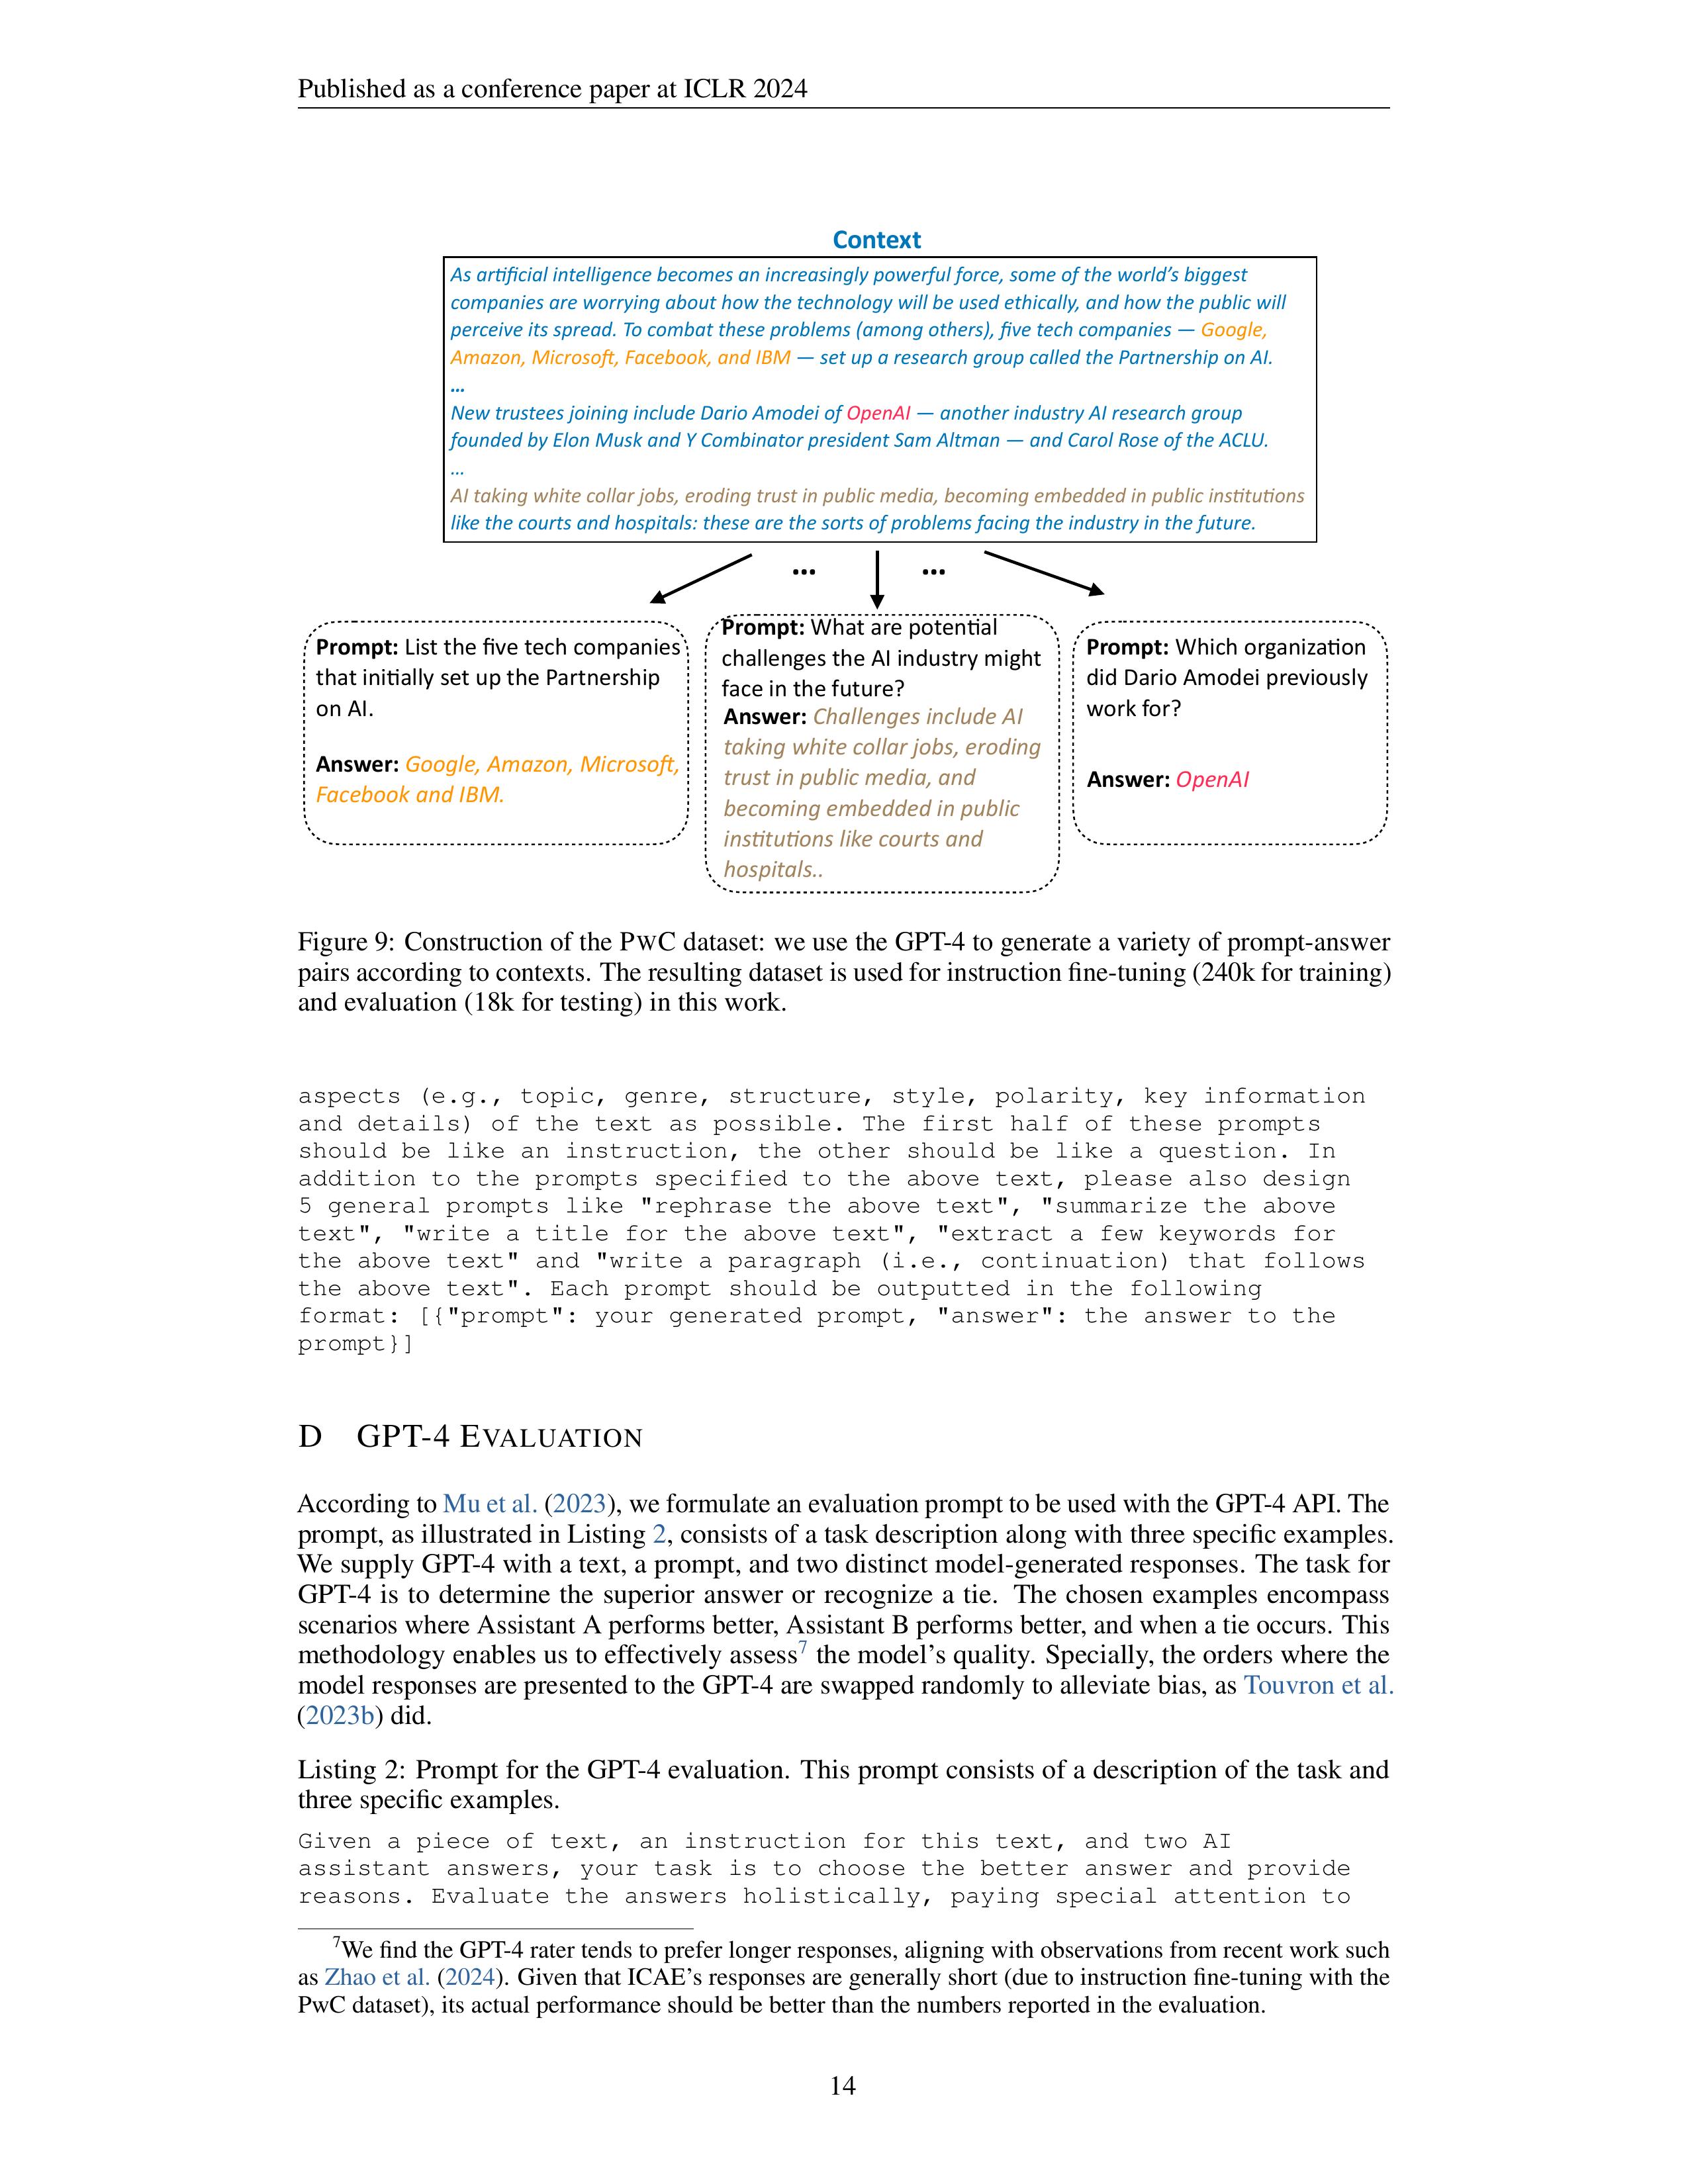 Published as a conference paper at ICLR 2024
Context
As artificial intelligence becomes an increasingly powerful force, some of the world's biggest
companies are worrying about how the technology will be used ethically, and how the public will
perceive its spread. To combat these problems (among others), five tech companies — Google,
Amazon, Microsoft, Facebook, and IBM — set up a research group called the Partnership on AI.
...
New trustees joining include Dario Amodei of OpenAI — another industry AI research group
founded by Elon Musk and Y Combinator president Sam Altman — and Carol Rose of the ACLU.
...
AI taking white collar jobs, eroding trust in public media, becoming embedded in public institutions
like the courts and hospitals: these are the sorts of problems facing the industry in the future.
... ...
Prompt: List the five tech companies
that initially set up the Partnership
on AI.
Answer: Google, Amazon, Microsoft,
Facebook and IBM.
Prompt: What are potential
challenges the AI industry might
face in the future?
Answer: Challenges include AI
taking white collar jobs, eroding
trust in public media, and
becoming embedded in public
institutions like courts and
hospitals..
Prompt: Which organization
did Dario Amodei previously
work for?
Answer: OpenAI
Figure 9: Construction of the PWC dataset: we use the GPT-4 to generate a variety of prompt-answer
pairs according to contexts. The resulting dataset is used for instruction fine-tuning (240k for training)
and evaluation (18k for testing) in this work.
aspects (e.g., topic, genre, structure, style, polarity, key information
and details) of the text as possible. The first half of these prompts
should be like an instruction, the other should be like a question. In
addition to the prompts specified to the above text, please also design
5 general prompts like "rephrase the above text", "summarize the above
text", "write a title for the above text", "extract a few keywords for
the above text" and "write a paragraph (i.e., continuation) that follows
the above text". Each prompt should be outputted in the following
format: [{"prompt": your generated prompt, "answer": the answer to the
prompt}]
D GPT-4 EVALUATION
According to Mu et al. (2023), we formulate an evaluation prompt to be used with the GPT-4 API. The
prompt, as illustrated in Listing 2, consists of a task description along with three specific examples.
We supply GPT-4 with a text, a prompt, and two distinct model-generated responses. The task for
GPT-4 is to determine the superior answer or recognize a tie. The chosen examples encompass
scenarios where Assistant A performs better, Assistant B performs better, and when a tie occurs. This
methodology enables us to effectively assess7 the model's quality. Specially, the orders where the
model responses are presented to the GPT-4 are swapped randomly to alleviate bias, as Touvron et al.
(2023b) did.
Listing 2: Prompt for the GPT-4 evaluation. This prompt consists of a description of the task and
three specific examples.
Given a piece of text, an instruction for this text, and two AI
assistant answers, your task is to choose the better answer and provide
reasons. Evaluate the answers holistically, paying special attention to
7We find the GPT-4 rater tends to prefer longer responses, aligning with observations from recent work such
as Zhao et al. (2024). Given that ICAE's responses are generally short (due to instruction fine-tuning with the
PwC dataset), its actual performance should be better than the numbers reported in the evaluation.
14